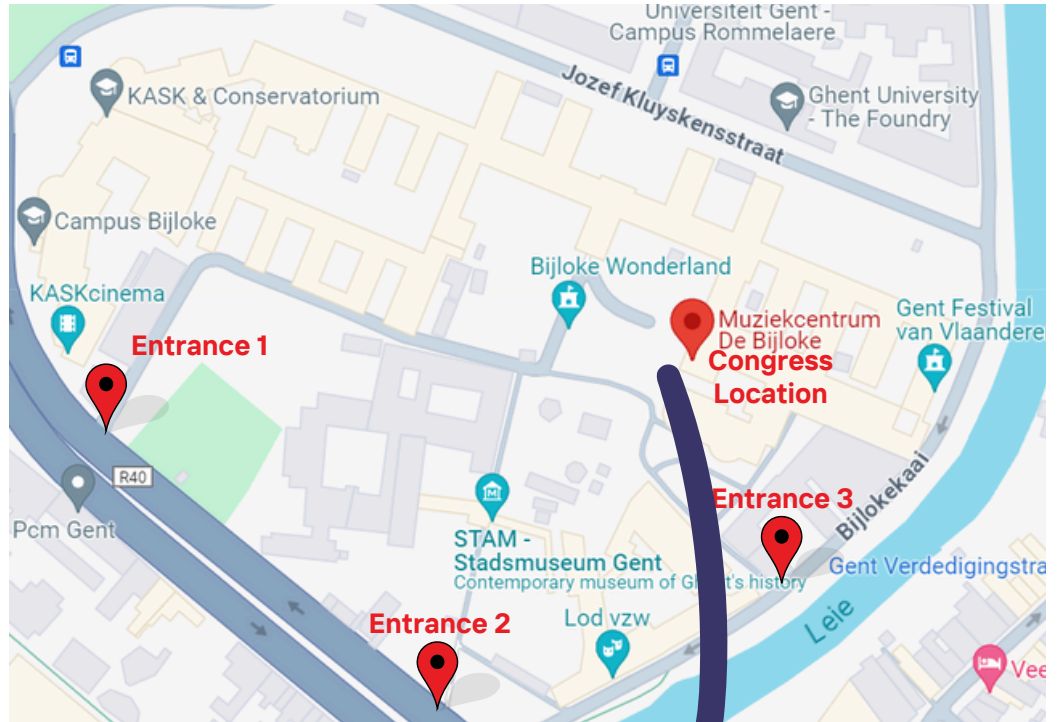 Universiteit Gent -
Campus Rommelaere
Jozef Kluyskensstraat
KASK & Conservatorium
Ghent University
- The Foundry
Campus Bijloke
Bijloke Wonderland
KASKcinema
Muziekcentrum
De Bijloke
Gent Festival
van Vlaandere
Entrance 1
Congress
Location
R40
Pcm Gent
Entrance 3
Bijlokekaai
STAM -
Stadsmuseum Gent
Contemporary museum of Ghent's history
Gent Verdedigingstra
Leie
Lod vzw
Entrance 2
Vee